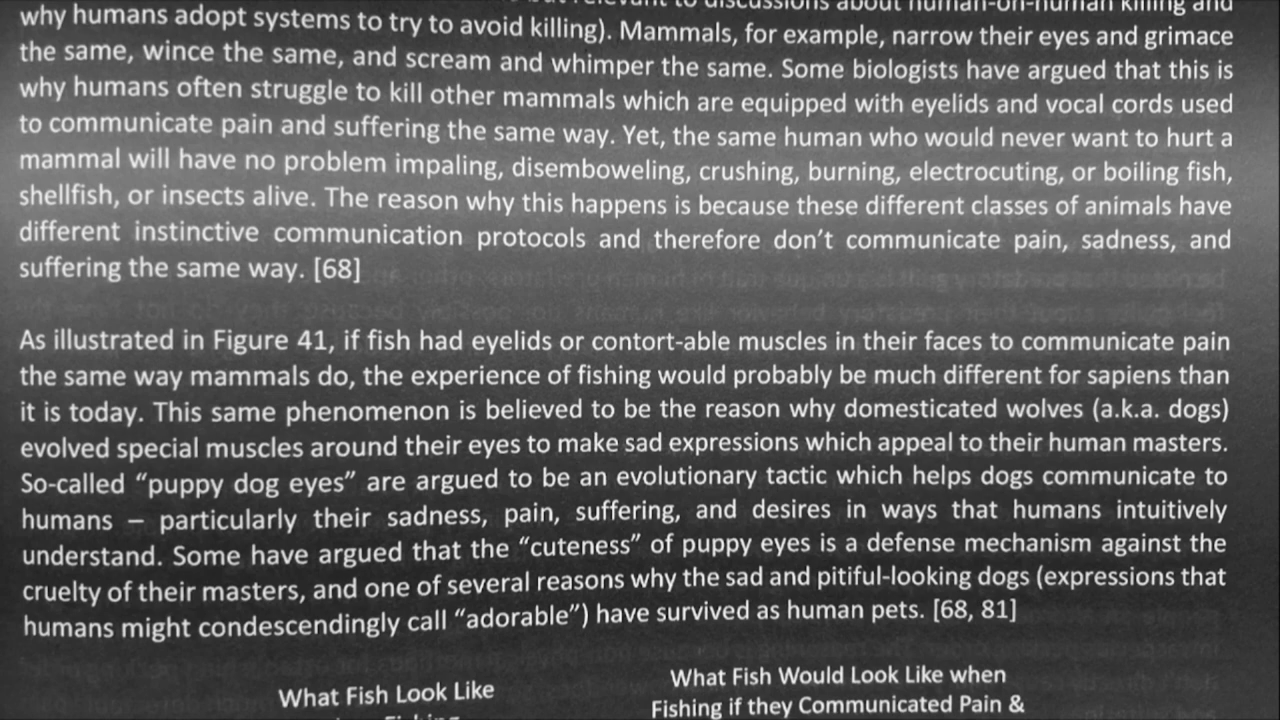 relevant to discussions about human-on-human killing and
why humans adopt systems to try to avoid killing). Mammals, for example, narrow their eyes and grimace
the same, wince the same, and scream and whimper the same. Some biologists have argued that this is
why humans often struggle to kill other mammals which are equipped with eyelids and vocal cords used
to communicate pain and suffering the same way. Yet, the same human who would never want to hurt a
mammal will have no problem impaling, disemboweling, crushing, burning, electrocuting, or boiling fish,
shellfish, or insects alive. The reason why this happens is because these different classes of animals have
different instinctive communication protocols and therefore don’t communicate pain, sadness, and
suffering the same way. [68]
As illustrated in Figure 41, if fish had eyelids or contort-able muscles in their faces to communicate pain
the same way mammals do, the experience of fishing would probably be much different for sapiens than
it is today. This same phenomenon is believed to be the reason why domesticated wolves (a.k.a. dogs)
evolved special muscles around their eyes to make sad expressions which appeal to their human masters.
So-called “puppy dog eyes” are argued to be an evolutionary tactic which helps dogs communicate to
humans – particularly their sadness, pain, suffering, and desires in ways that humans intuitively
understand. Some have argued that the “cuteness” of puppy eyes is a defense mechanism against the
cruelty of their masters, and one of several reasons why the sad and pitiful-looking dogs (expressions that
humans might condescendingly call “adorable”) have survived as human pets. [68, 81]
What Fish Look Like
What Fish Would Look Like when
Fishing if they Communicated Pain &